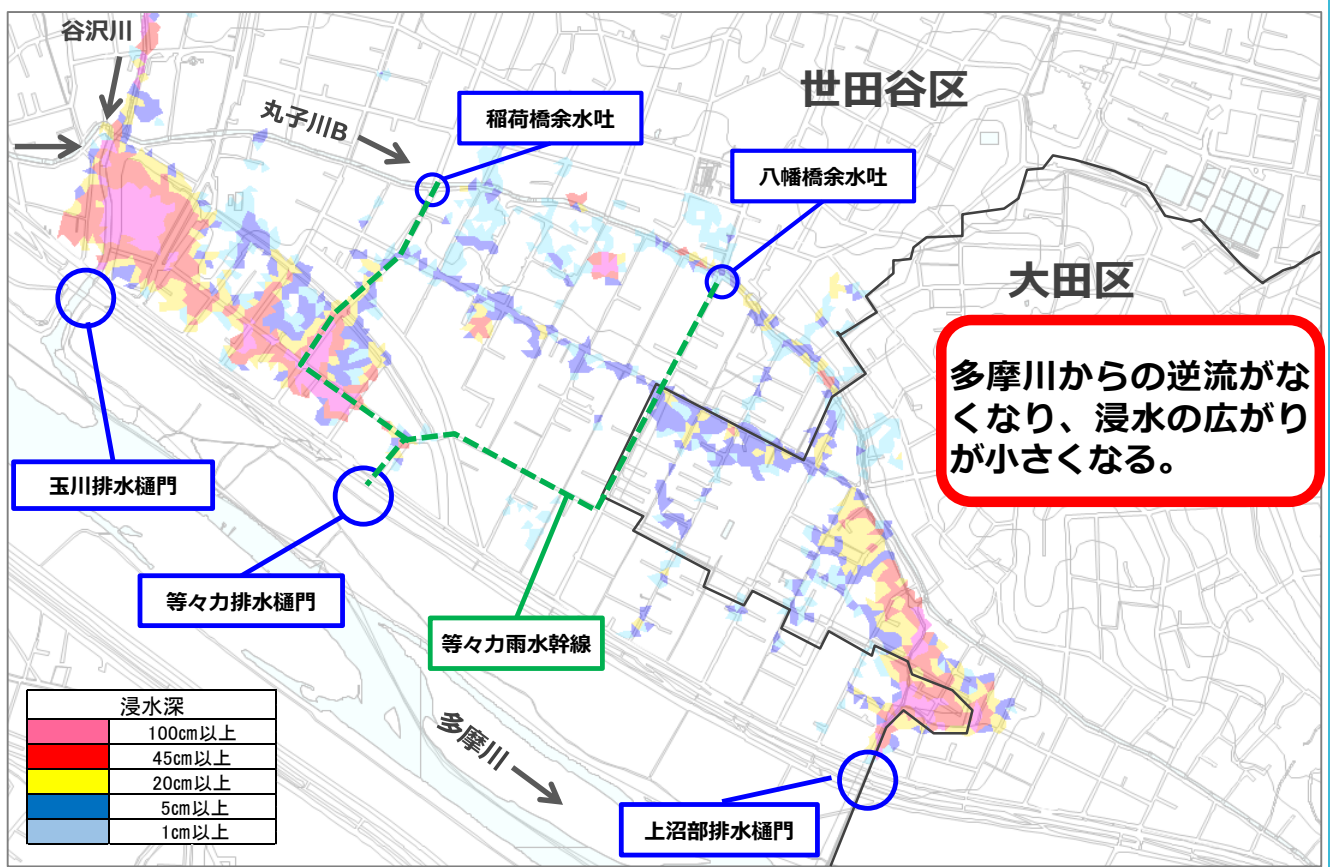 谷沢川
世田谷区
丸子川B
稲荷橋余水吐
八幡橋余水吐
大田区
多摩川からの逆流がな
くなり、浸水の広がり
が小さくなる。
玉川排水樋門
等々力排水樋門
等々力雨水幹線
浸水深
100cm以上
45cm以上
20cm以上
5cm以上
1cm以上
多摩川
上沼部排水樋門